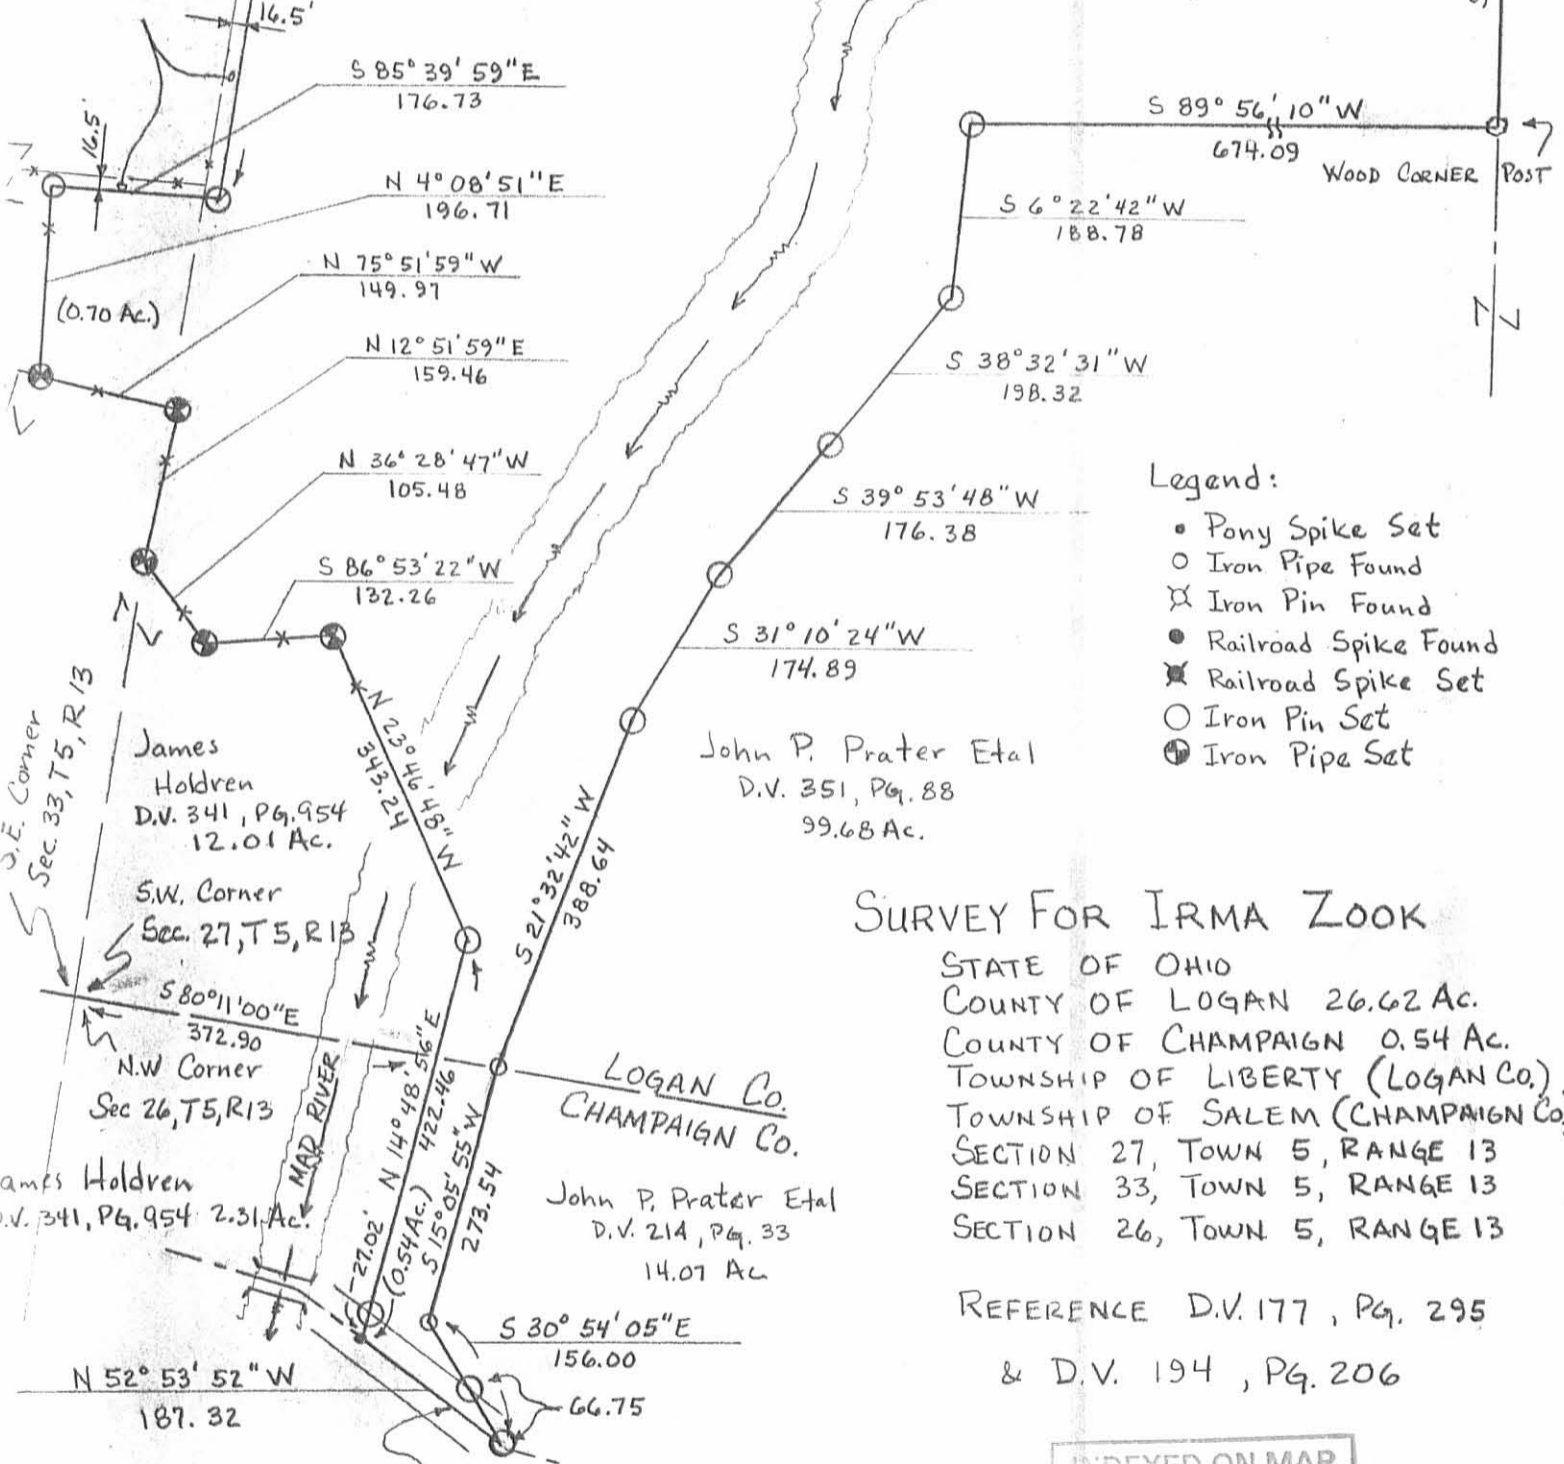 16.5'
S 85° 39' 59" E
176.73
16.5'
N 4° 08' 51" E
196.71
N 75° 51' 59" W
149.97
(0.70 Ac.)
N 12° 51' 59" E
159.46
N 36° 28' 47" W
105.48
S 86° 53' 22" W
132.26
N 23° 46' 48" W
343.24
S 89° 56' 10" W
674.09
WOOD CORNER POST
S 6° 22' 42" W
188.78
S 38° 32' 31" W
198.32
S 39° 53' 48" W
176.38
S 31° 10' 24" W
174.89
S 21° 32' 42" W
388.64
Legend:
Pony Spike Set
Iron Pipe Found
Iron Pin Found
Railroad Spike Found
Railroad Spike Set
Iron Pin Set
Iron Pipe Set
John P. Prater Etal
D.V. 351, PG. 88
99.68 Ac.
S.E. Corner
Sec. 33, T5, R13
James
Holdren
D.V. 341, PG. 954
12.01 Ac.
S.W. Corner
Sec. 27, T5, R13
S 80° 11' 00" E
372.90
N.W Corner
Sec 26, T5, R13
MAD RIVER
LOGAN CO.
CHAMPAIGN CO.
N 14° 48' 56" E
422.46
27.02'
(0.54 Ac.)
S 15° 05' 55" W
273.54
ames Holdren
.V. 341, PG. 954 2.31 Ac.
John P. Prater Etal
D.V. 214, PG. 33
14.07 Ac
S 30° 54' 05" E
156.00
66.75
N 52° 53' 52" W
187.32
SURVEY FOR IRMA ZOOK
STATE OF OHIO
COUNTY OF LOGAN 26.62 AC.
COUNTY OF CHAMPAIGN 0.54 AC.
TOWNSHIP OF LIBERTY (LOGAN CO.)
TOWNSHIP OF SALEM (CHAMPAIGN CO.
SECTION 27, TOWN 5, RANGE 13
SECTION 33, TOWN 5, RANGE 13
SECTION 26, TOWN 5, RANGE 13
REFERENCE D.V. 177, PG. 295
& D.V. 194, PG. 206
INDEXED ON MAP